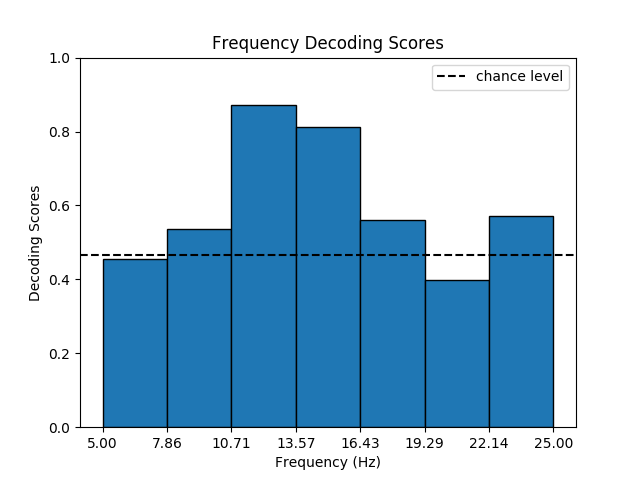 Frequency Decoding Scores
chance level
1.0
0.8
0.6
0.4
0.2
0.0
Decoding Scores
5.00 7.86 10.71 13.57 16.43 19.29 22.14 25.00
Frequency (Hz)